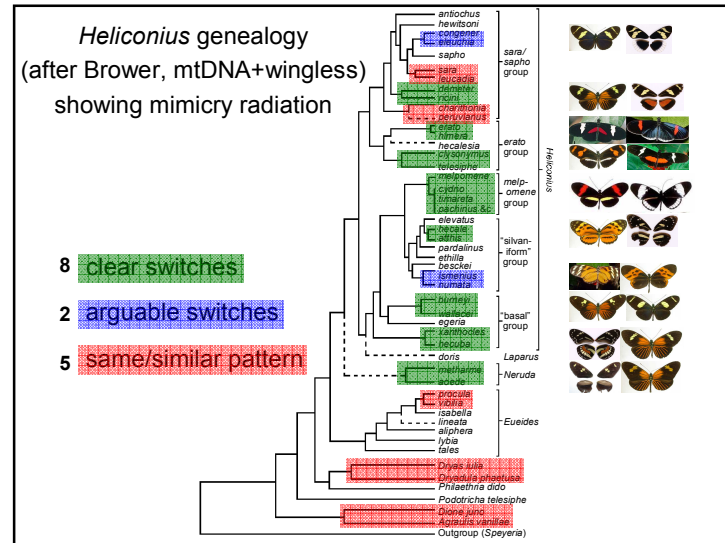 Heliconius genealogy
(after Brower, mtDNA+wingless)
showing mimicry radiation
8 clear switches
2 arguable switches
5 same/similar pattern
antiochus
hewitsoni
congener
eleuchia
sapho
sara
leucadia
demeter
ricini
charithonia
peruvianus
erato
himera
hecalesia
clysonymus
telesiphe
melpomene
cydno
timareta
pachinus &c
elevatus
hecale
atthis
pardalinus
ethilla
besckei
ismenius
numata
burneyi
wallacei
egeria
xanthocles
hecuba
doris
metharme
aoede
procula
vibilia
isabella
lineata
aliphera
lybia
tales
Dryas iulia
Dryadula phaetusa
Philaethria dido
Podotricha telesiphe
Dione juno
Agraulis vanillae
Outgroup (Speyeria)
sara/
sapho
group
erato
group
melp-
omene
group
"silvan-
iform"
group
"basal"
group
Laparus
Neruda
Eueides
Heliconius